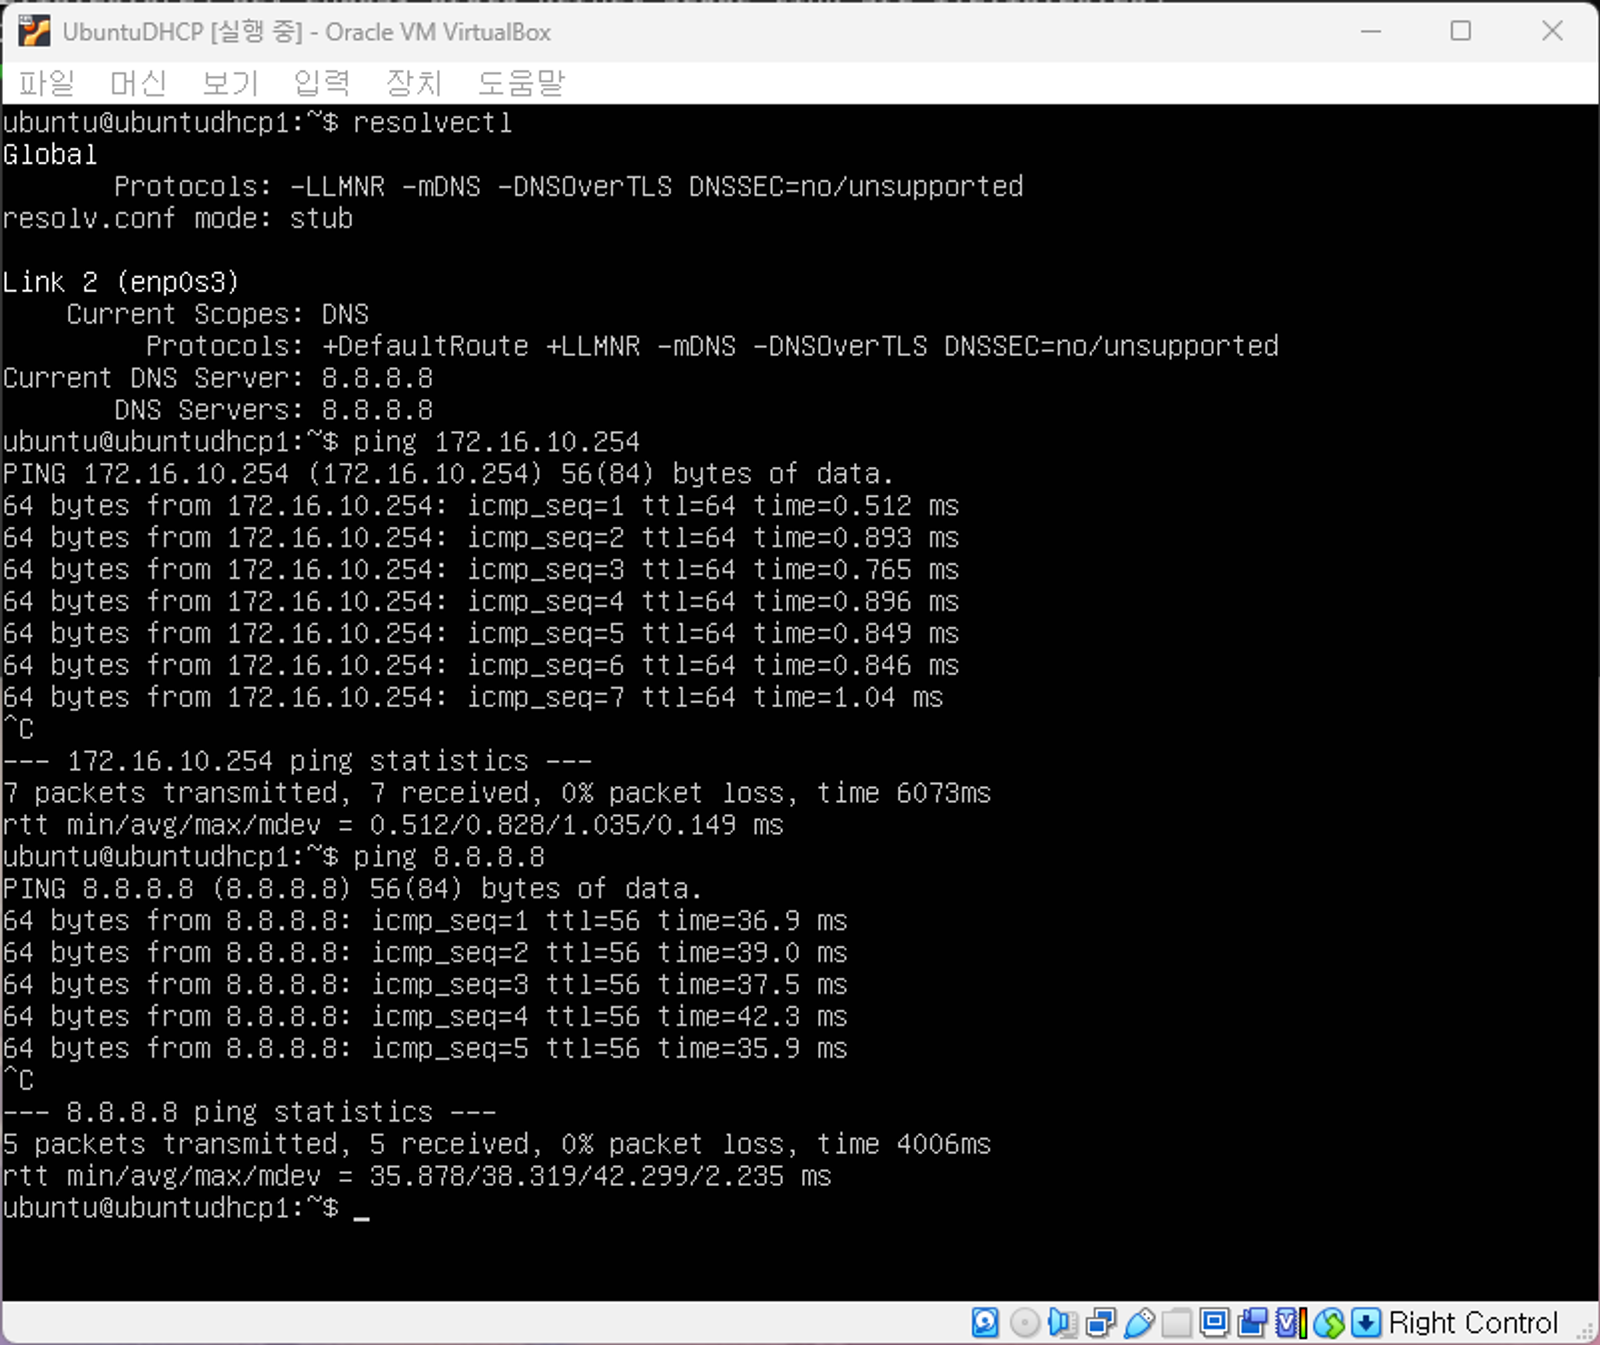 UbuntuDHCP [실행 중] - Oracle VM VirtualBox
파일 머신 보기 입력 장치 도움말
ubuntu@ubuntudhcp1:~$ resolvectl
Global
Protocols: -LLMNR -mDNS -DNSOverTLS DNSSEC=no/unsupported
resolv.conf mode: stub
Link 2 (enp0s3)
Current Scopes: DNS
Protocols: +DefaultRoute +LLMNR -mDNS -DNSOverTLS DNSSEC=no/unsupported
Current DNS Server: 8.8.8.8
DNS Servers: 8.8.8.8
ubuntu@ubuntudhcp1:~$ ping 172.16.10.254
PING 172.16.10.254 (172.16.10.254) 56(84) bytes of data.
64 bytes from 172.16.10.254: icmp_seq=1 ttl=64 time=0.512 ms
64 bytes from 172.16.10.254: icmp_seq=2 ttl=64 time=0.893 ms
64 bytes from 172.16.10.254: icmp_seq=3 ttl=64 time=0.765 ms
64 bytes from 172.16.10.254: icmp_seq=4 ttl=64 time=0.896 ms
64 bytes from 172.16.10.254: icmp_seq=5 ttl=64 time=0.849 ms
64 bytes from 172.16.10.254: icmp_seq=6 ttl=64 time=0.846 ms
64 bytes from 172.16.10.254: icmp_seq=7 ttl=64 time=1.04 ms
^C
--- 172.16.10.254 ping statistics ---
7 packets transmitted, 7 received, 0% packet loss, time 6073ms
rtt min/avg/max/mdev = 0.512/0.828/1.035/0.149 ms
ubuntu@ubuntudhcp1:~$ ping 8.8.8.8
PING 8.8.8.8 (8.8.8.8) 56(84) bytes of data.
64 bytes from 8.8.8.8: icmp_seq=1 ttl=56 time=36.9 ms
64 bytes from 8.8.8.8: icmp_seq=2 ttl=56 time=39.0 ms
64 bytes from 8.8.8.8: icmp_seq=3 ttl=56 time=37.5 ms
64 bytes from 8.8.8.8: icmp_seq=4 ttl=56 time=42.3 ms
64 bytes from 8.8.8.8: icmp_seq=5 ttl=56 time=35.9 ms
^C
--- 8.8.8.8 ping statistics ---
5 packets transmitted, 5 received, 0% packet loss, time 4006ms
rtt min/avg/max/mdev = 35.878/38.319/42.299/2.235 ms
ubuntu@ubuntudhcp1:~$ _
Right Control